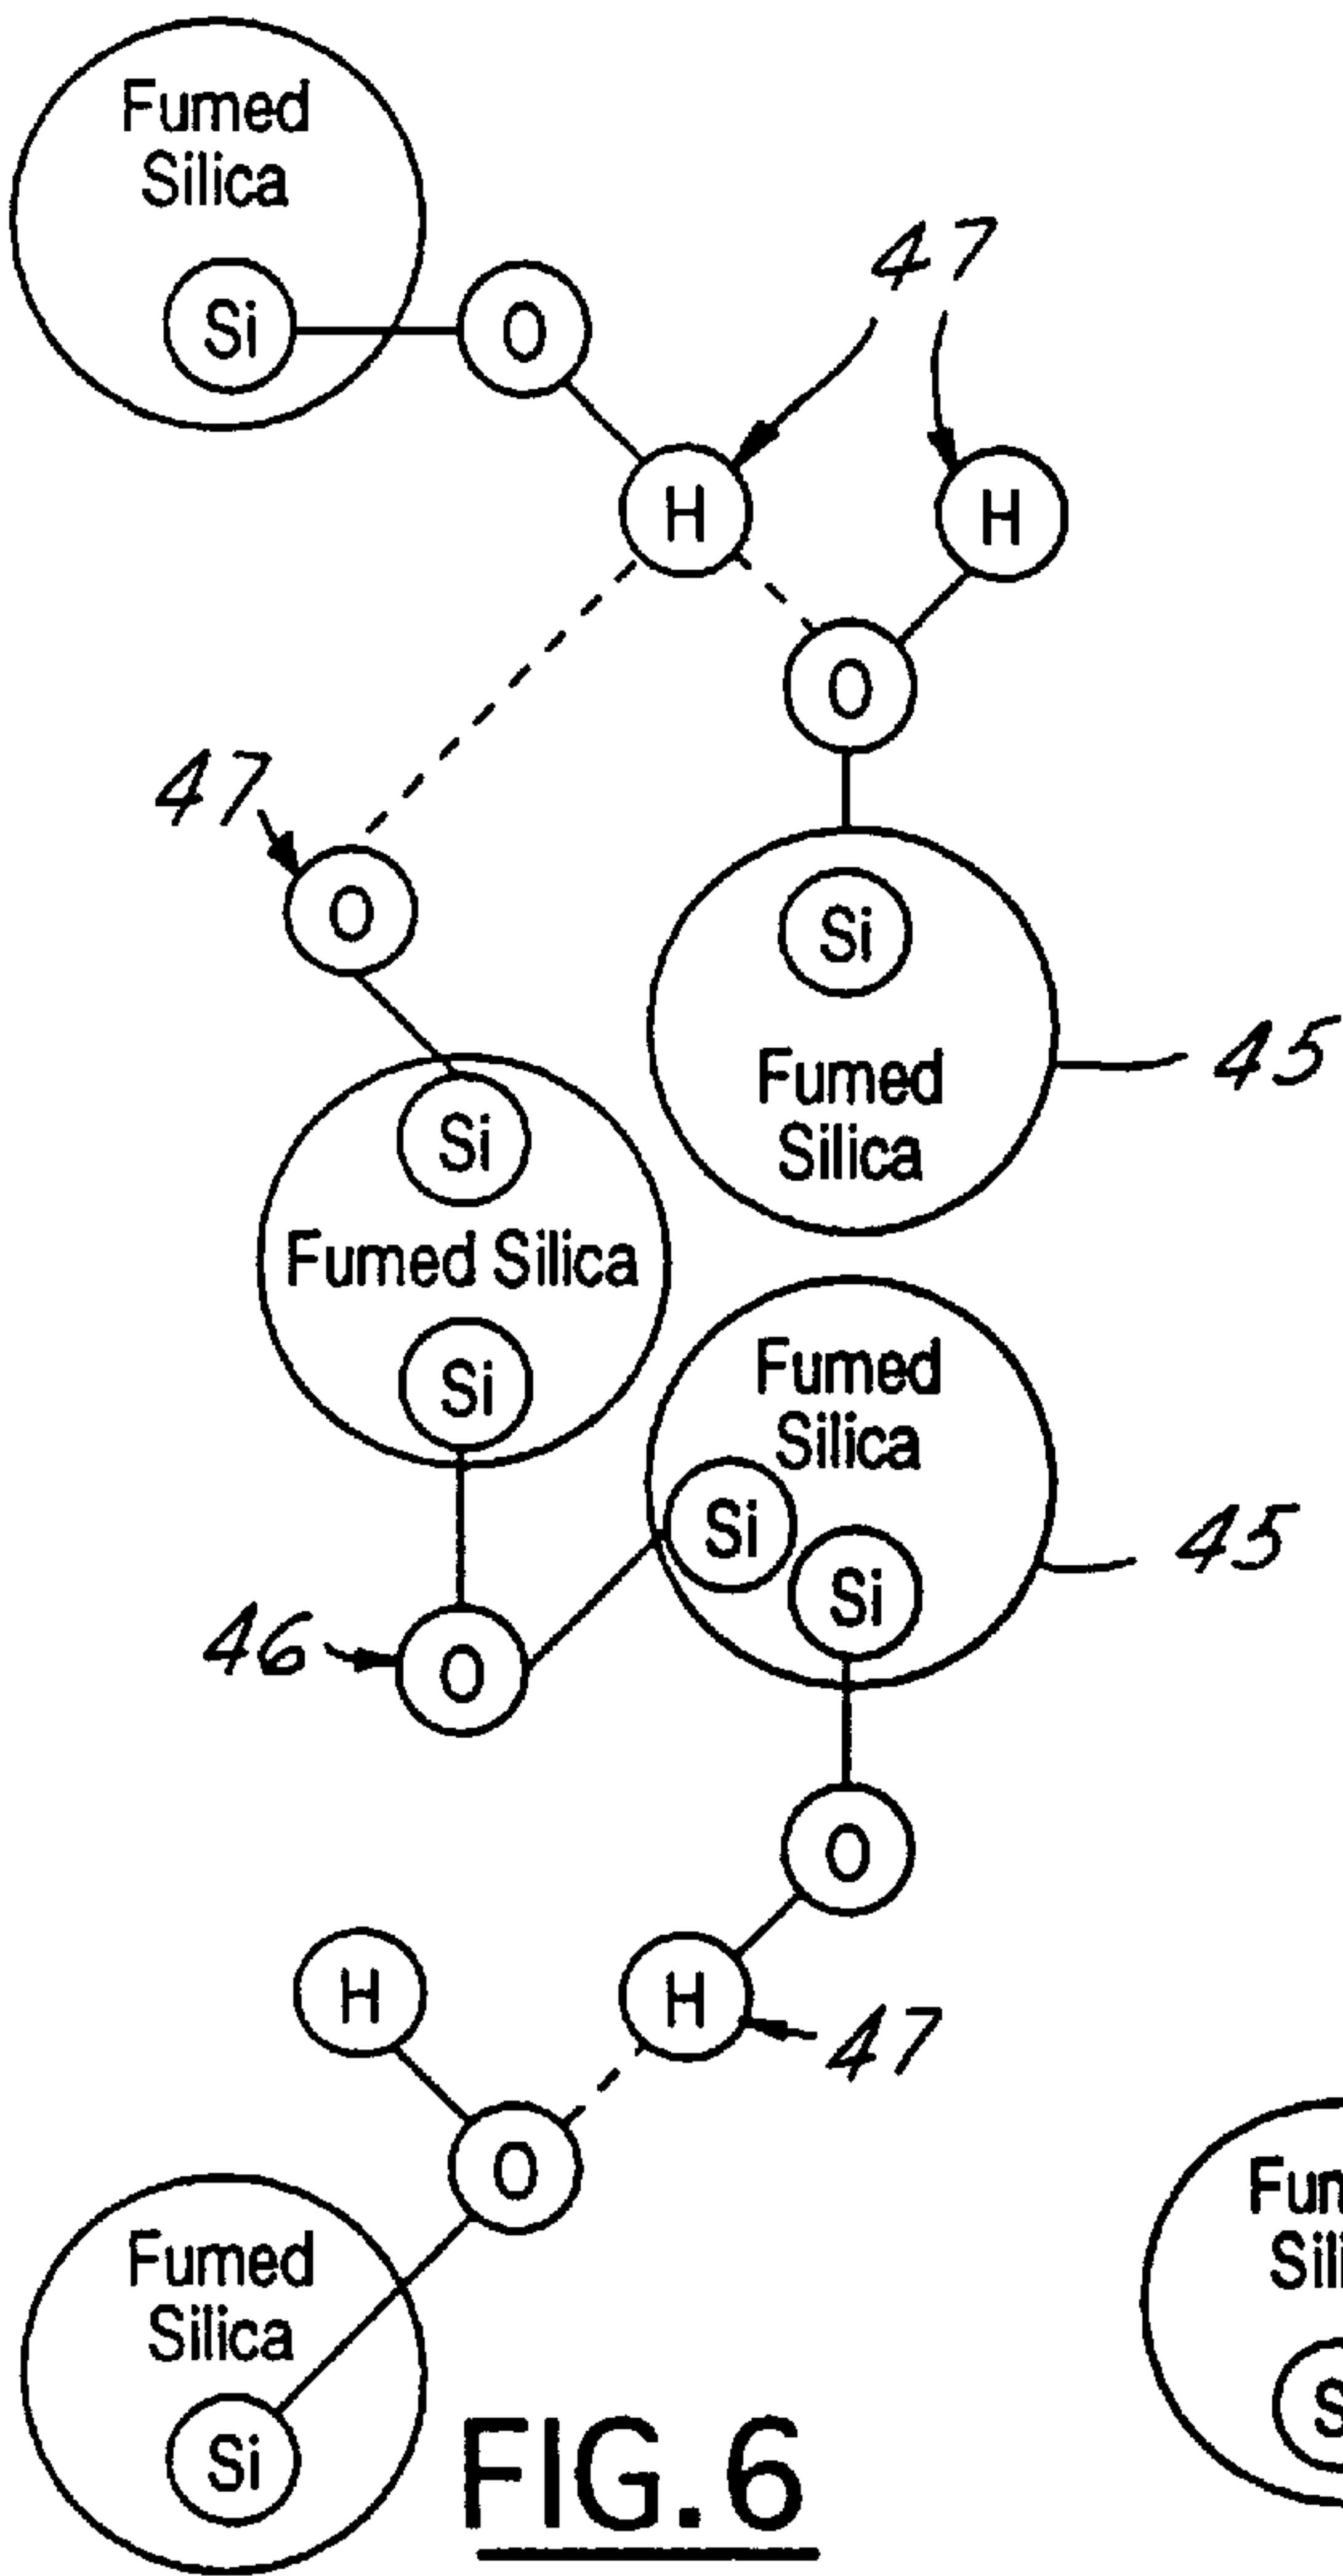 Fumed
Silica
Si
O
47
H
H
O
47
O
Si
45
Fumed
Silica
Si
Fumed Silica
Fumed
Silica
Si
Si
45
Si
46
O
O
H
H
47
O
Fumed
Silica
Si
FIG. 6